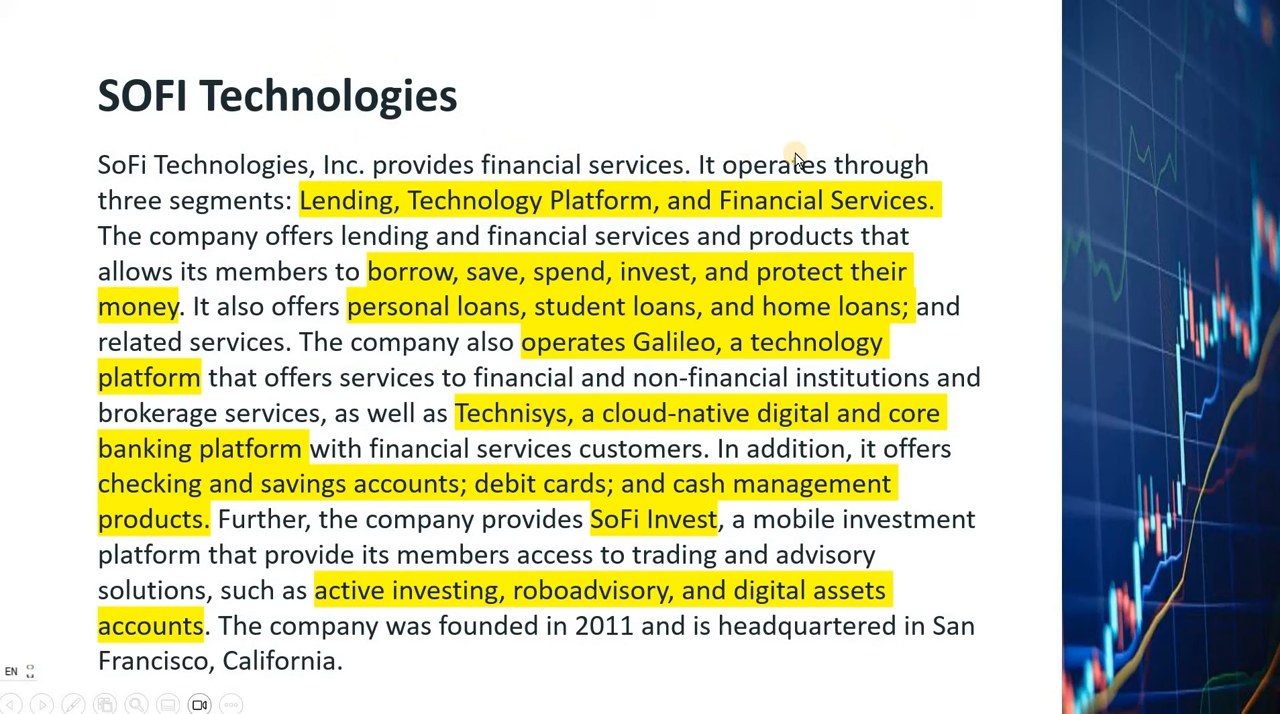 SOFI Technologies
SoFi Technologies, Inc. provides financial services. It operates through
three segments: Lending, Technology Platform, and Financial Services.
The company offers lending and financial services and products that
allows its members to borrow, save, spend, invest, and protect their
money. It also offers personal loans, student loans, and home loans; and
related services. The company also operates Galileo, a technology
platform that offers services to financial and non-financial institutions and
brokerage services, as well as Technisys, a cloud-native digital and core
banking platform with financial services customers. In addition, it offers
checking and savings accounts; debit cards; and cash management
products. Further, the company provides SoFi Invest, a mobile investment
platform that provide its members access to trading and advisory
solutions, such as active investing, roboadvisory, and digital assets
accounts. The company was founded in 2011 and is headquartered in San
Francisco, California.
EN